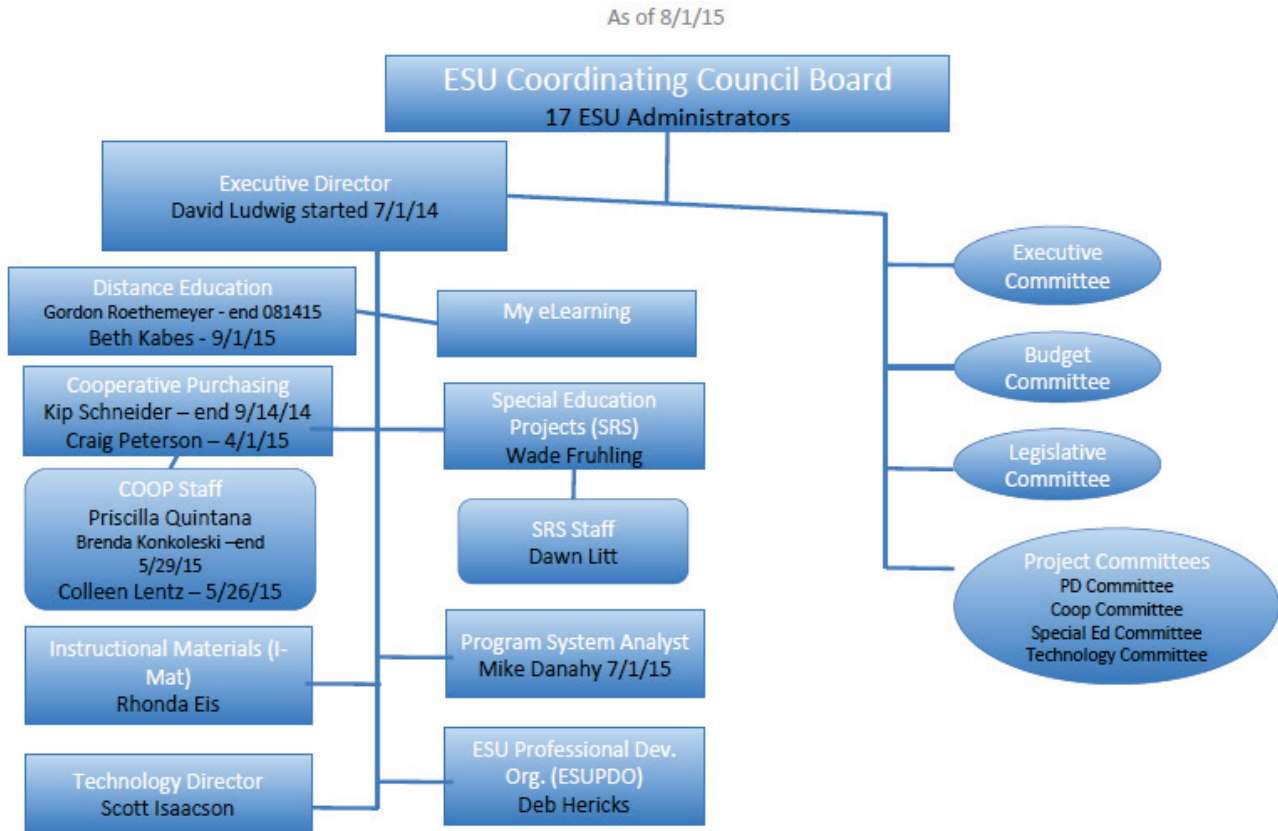 As of 8/1/15
ESU Coordinating Council Board
17 ESU Administrators
Executive Director
David Ludwig started 7/1/14
Distance Education
Gordon Roethemeyer - end 081415
Beth Kabes - 9/1/15
My eLearning
Cooperative Purchasing
Kip Schneider – end 9/14/14
Craig Peterson – 4/1/15
Special Education
Projects (SRS)
Wade Fruhling
COOP Staff
Priscilla Quintana
Brenda Konkoleski –end
5/29/15
Colleen Lentz – 5/26/15
SRS Staff
Dawn Litt
Instructional Materials (I-
Mat)
Rhonda Eis
Program System Analyst
Mike Danahy 7/1/15
Technology Director
Scott Isaacson
ESU Professional Dev.
Org. (ESUPDO)
Deb Hericks
Executive
Committee
Budget
Committee
Legislative
Committee
Project Committees
PD Committee
Coop Committee
Special Ed Committee
Technology Committee